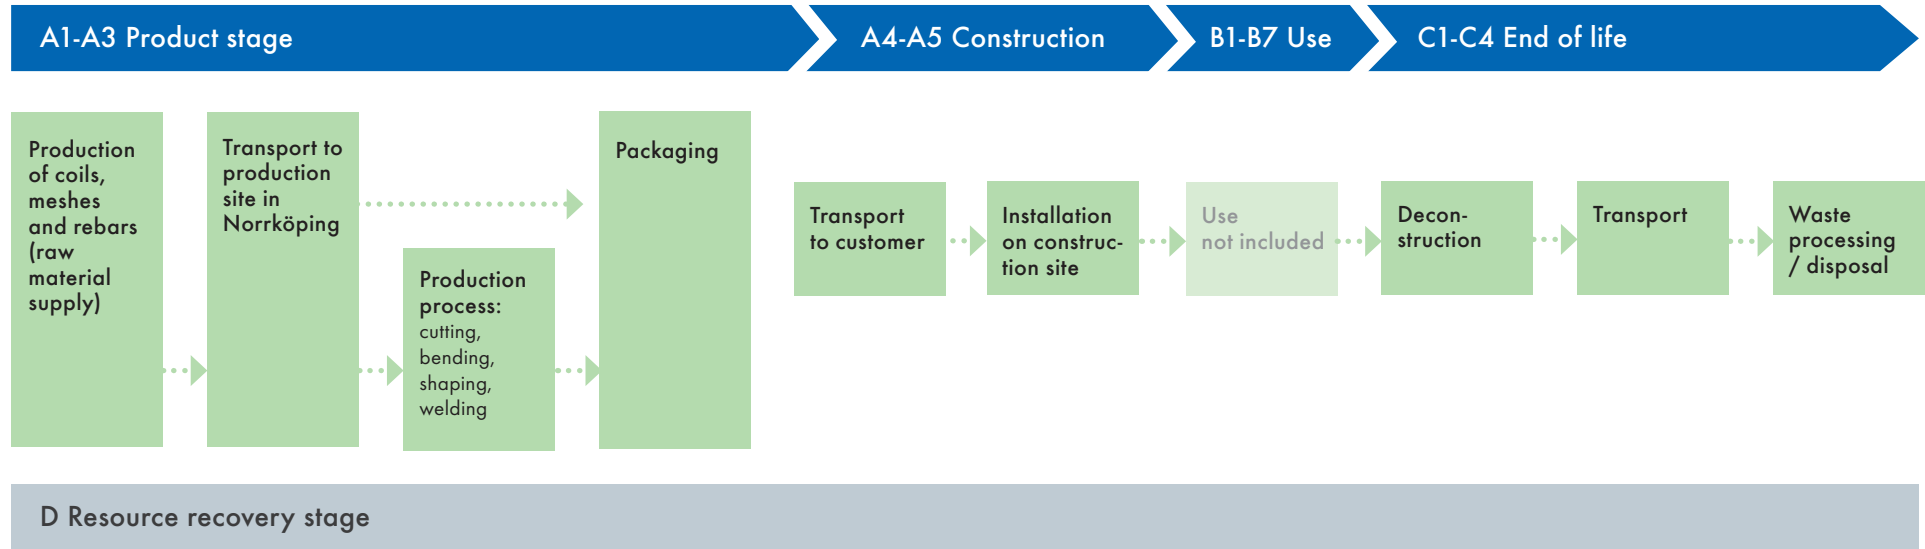 A1-A3 Product stage
A4-A5 Construction
B1-B7 Use
C1-C4 End of life
Production
of coils,
meshes
and rebars
(raw
material
supply)
Transport to
production
site in
Norrköping
Production
process:
cutting,
bending,
shaping,
welding
Packaging
Transport
to customer
Installation
on construc-
tion site
Use
not included
Decon-
struction
Transport
Waste
processing
/ disposal
D Resource recovery stage